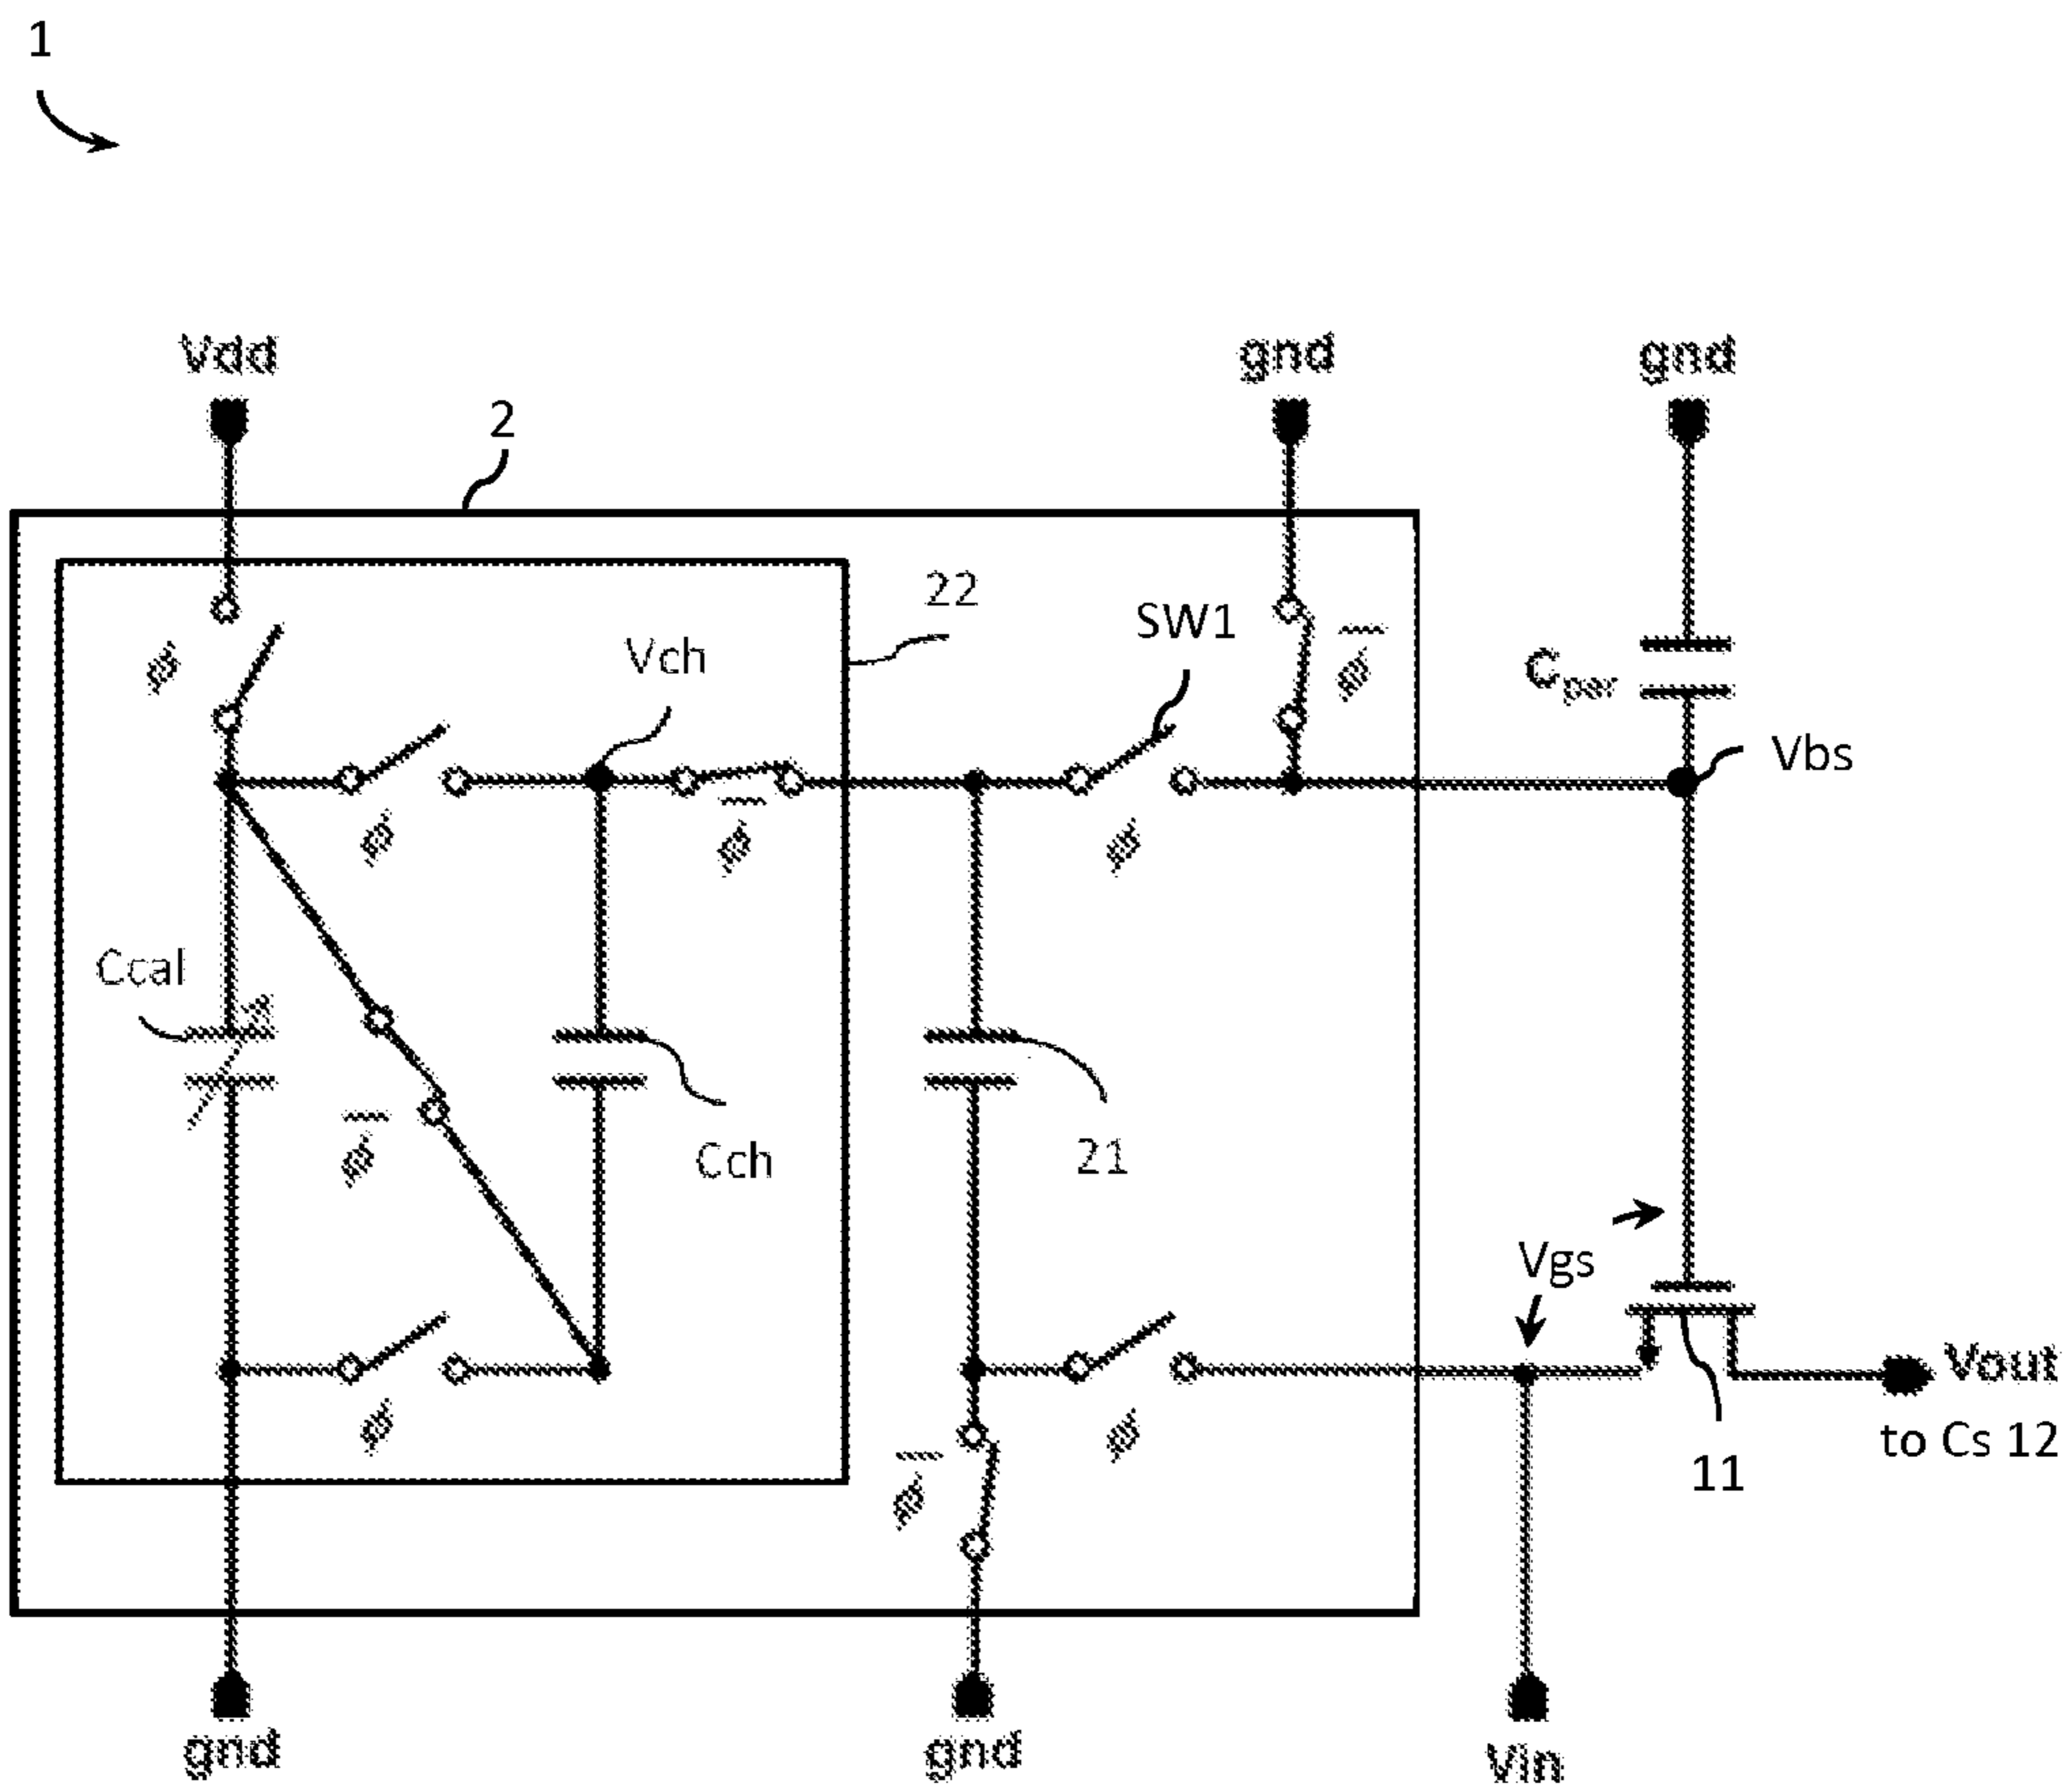 1
Vdd
gnd
gnd
2
22
SW1
Vch
Cpar
Vbs
Ccal
Cch
21
Vgs
Vout
to Cs 12
11
gnd
gnd
Vin